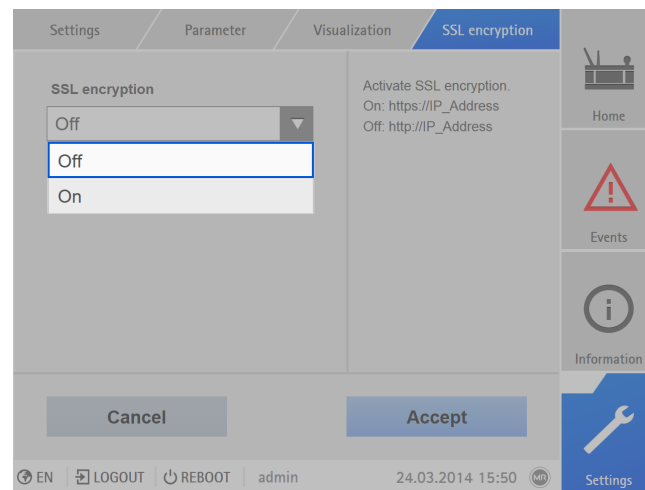 Settings Parameter Visualization SSL encryption
SSL encryption
Off
Off
On
Activate SSL encryption.
On: https://IP_Address
Off: http://IP_Address
Home
Events
Information
Settings
Cancel Accept
EN LOGOUT REBOOT admin 24.03.2014 15:50 MR